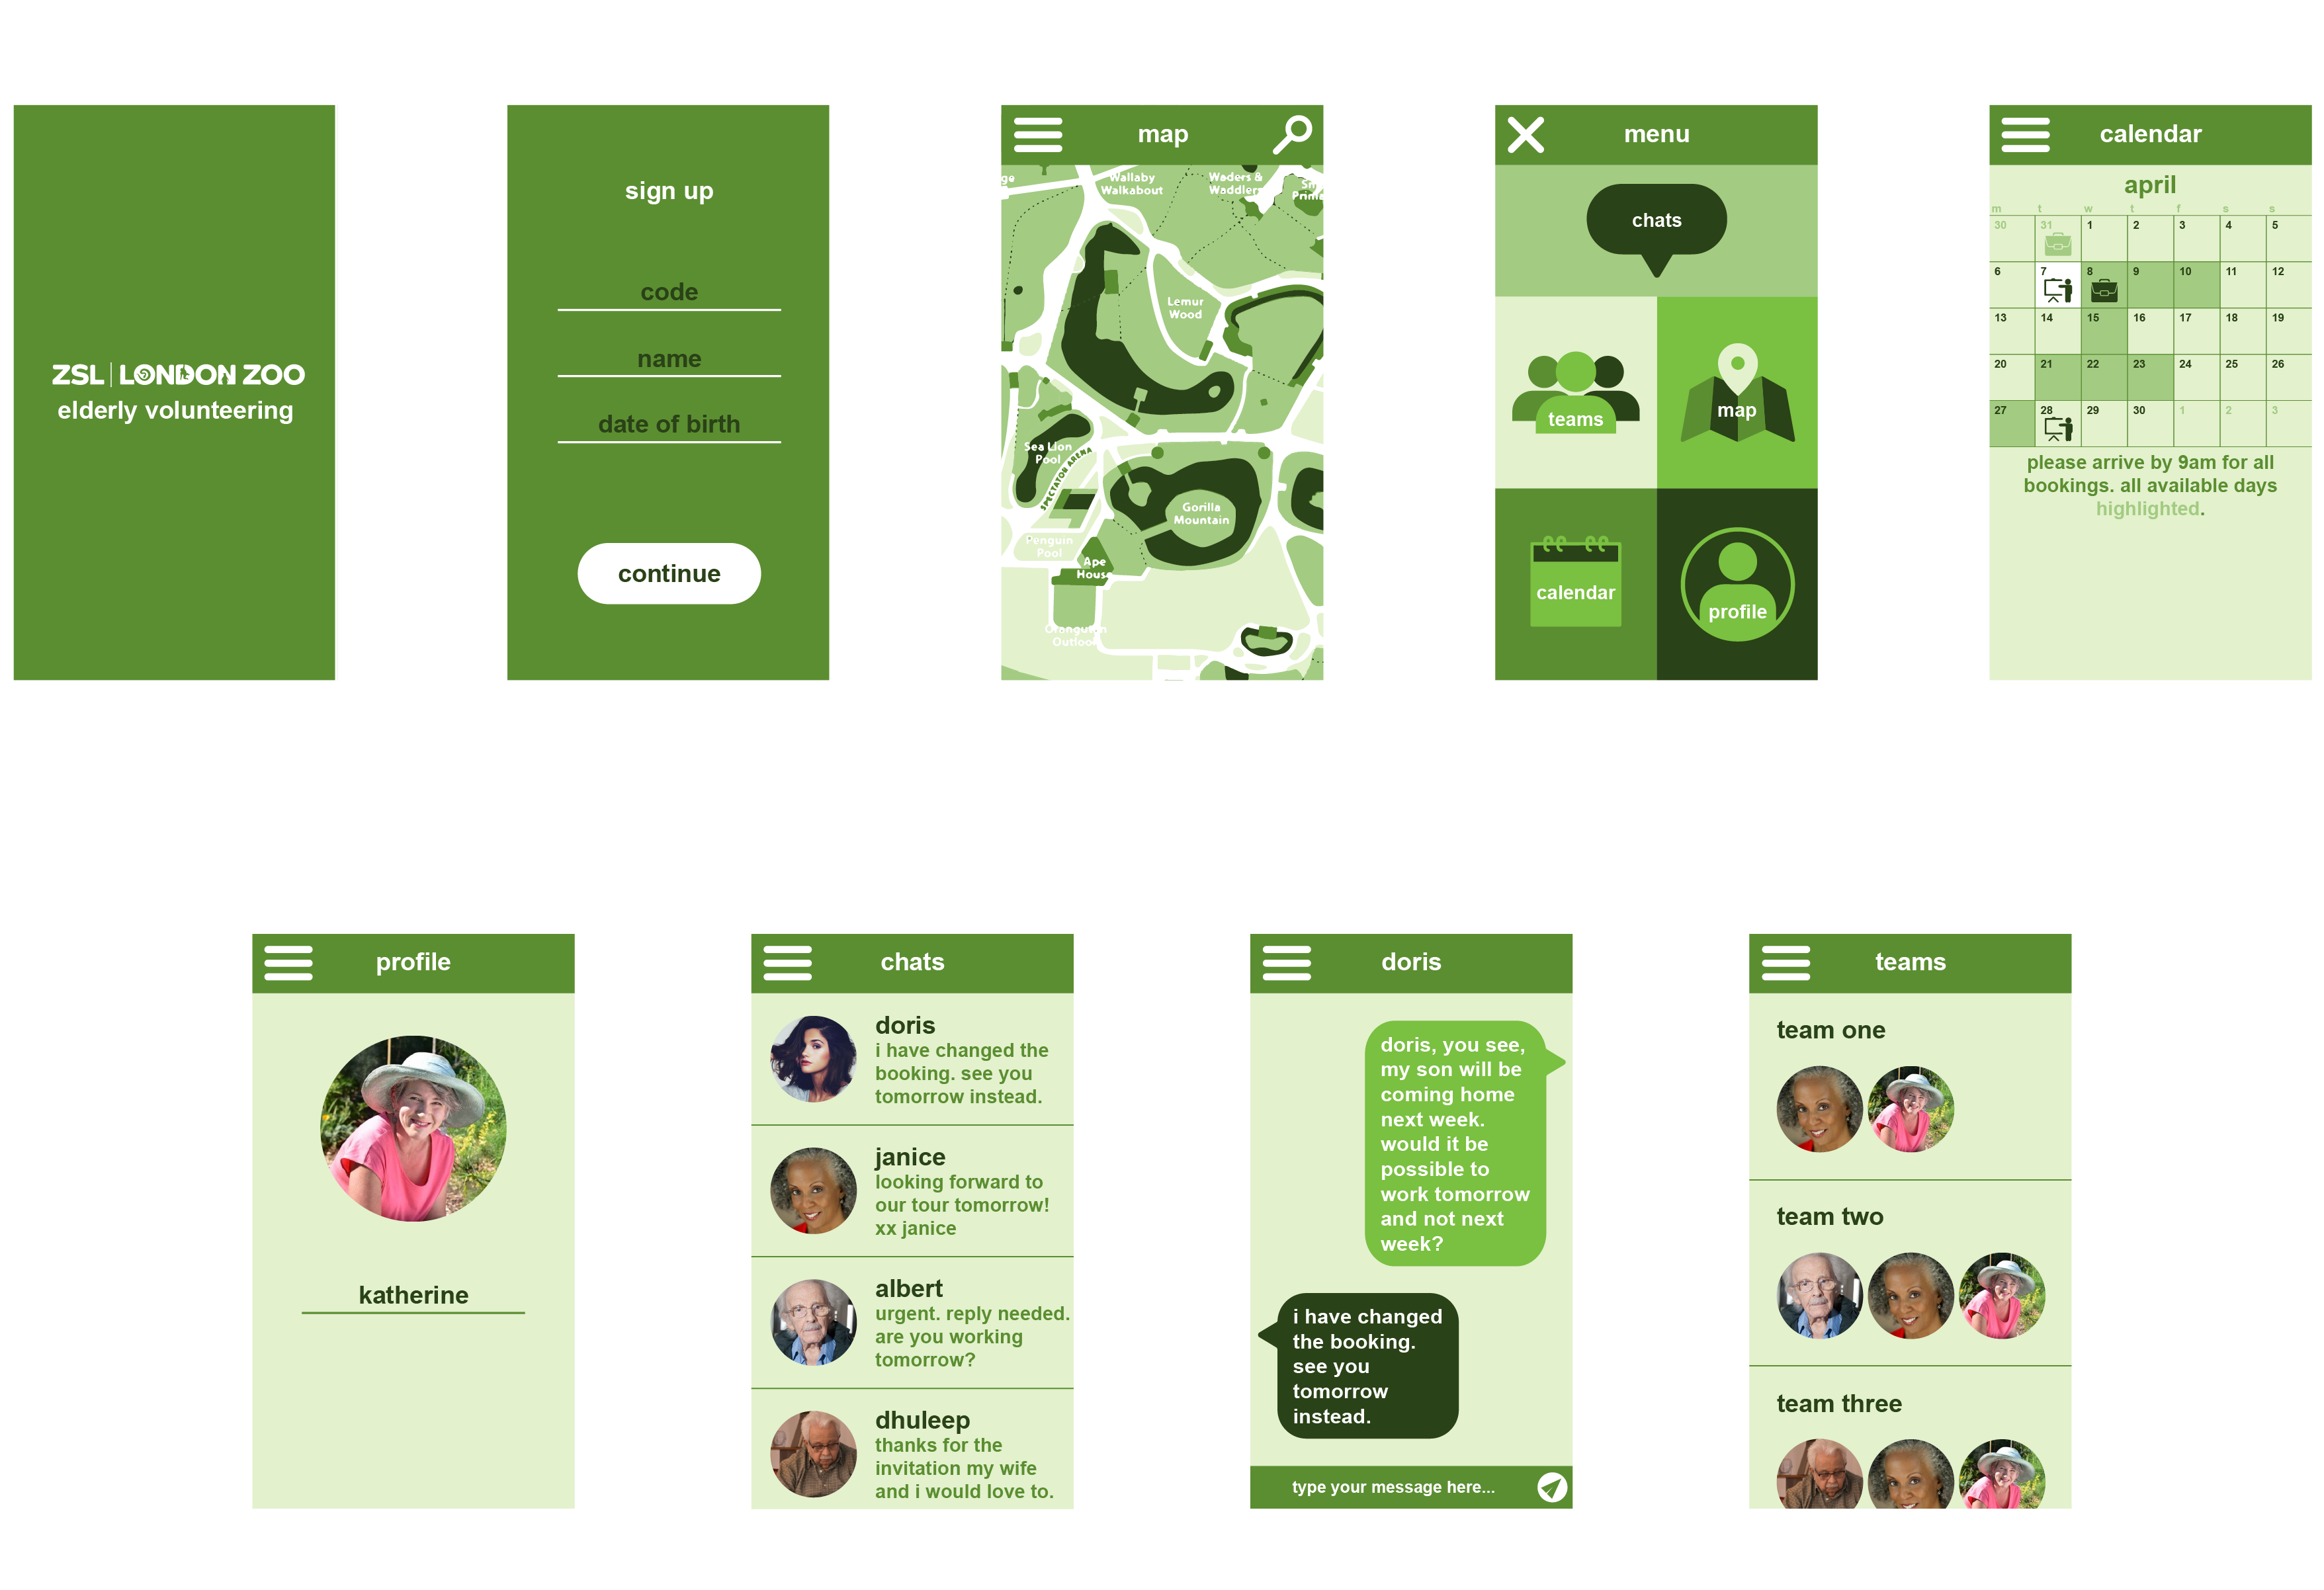 ZSL LONDON ZOO
elderly volunteering
sign up
code
name
date of birth
continue
map
ge
Wallaby
Walkabout
Waders &
Waddlers
Sm
Prim
Lemur
Wood
Sea Lion
Pool
SPECTATOR ARENA
Gorilla
Mountain
Penguin
Pool
Ape
House
Orangutan
Outdoor
menu
chats
teams
map
calendar
profile
calendar
april
m t w t f s s
30 31 1 2 3 4 5
6 7 8 9 10 11 12
13 14 15 16 17 18 19
20 21 22 23 24 25 26
27 28 29 30 1 2 3
please arrive by 9am for all
bookings. all available days
highlighted.
profile
katherine
chats
doris
i have changed the
booking. see you
tomorrow instead.
janice
looking forward to
our tour tomorrow!
xx janice
albert
urgent. reply needed.
are you working
tomorrow?
dhuleep
thanks for the
invitation my wife
and i would love to.
doris
doris, you see,
my son will be
coming home
next week.
would it be
possible to
work tomorrow
and not next
week?
i have changed
the booking.
see you
tomorrow
instead.
type your message here...
teams
team one
team two
team three